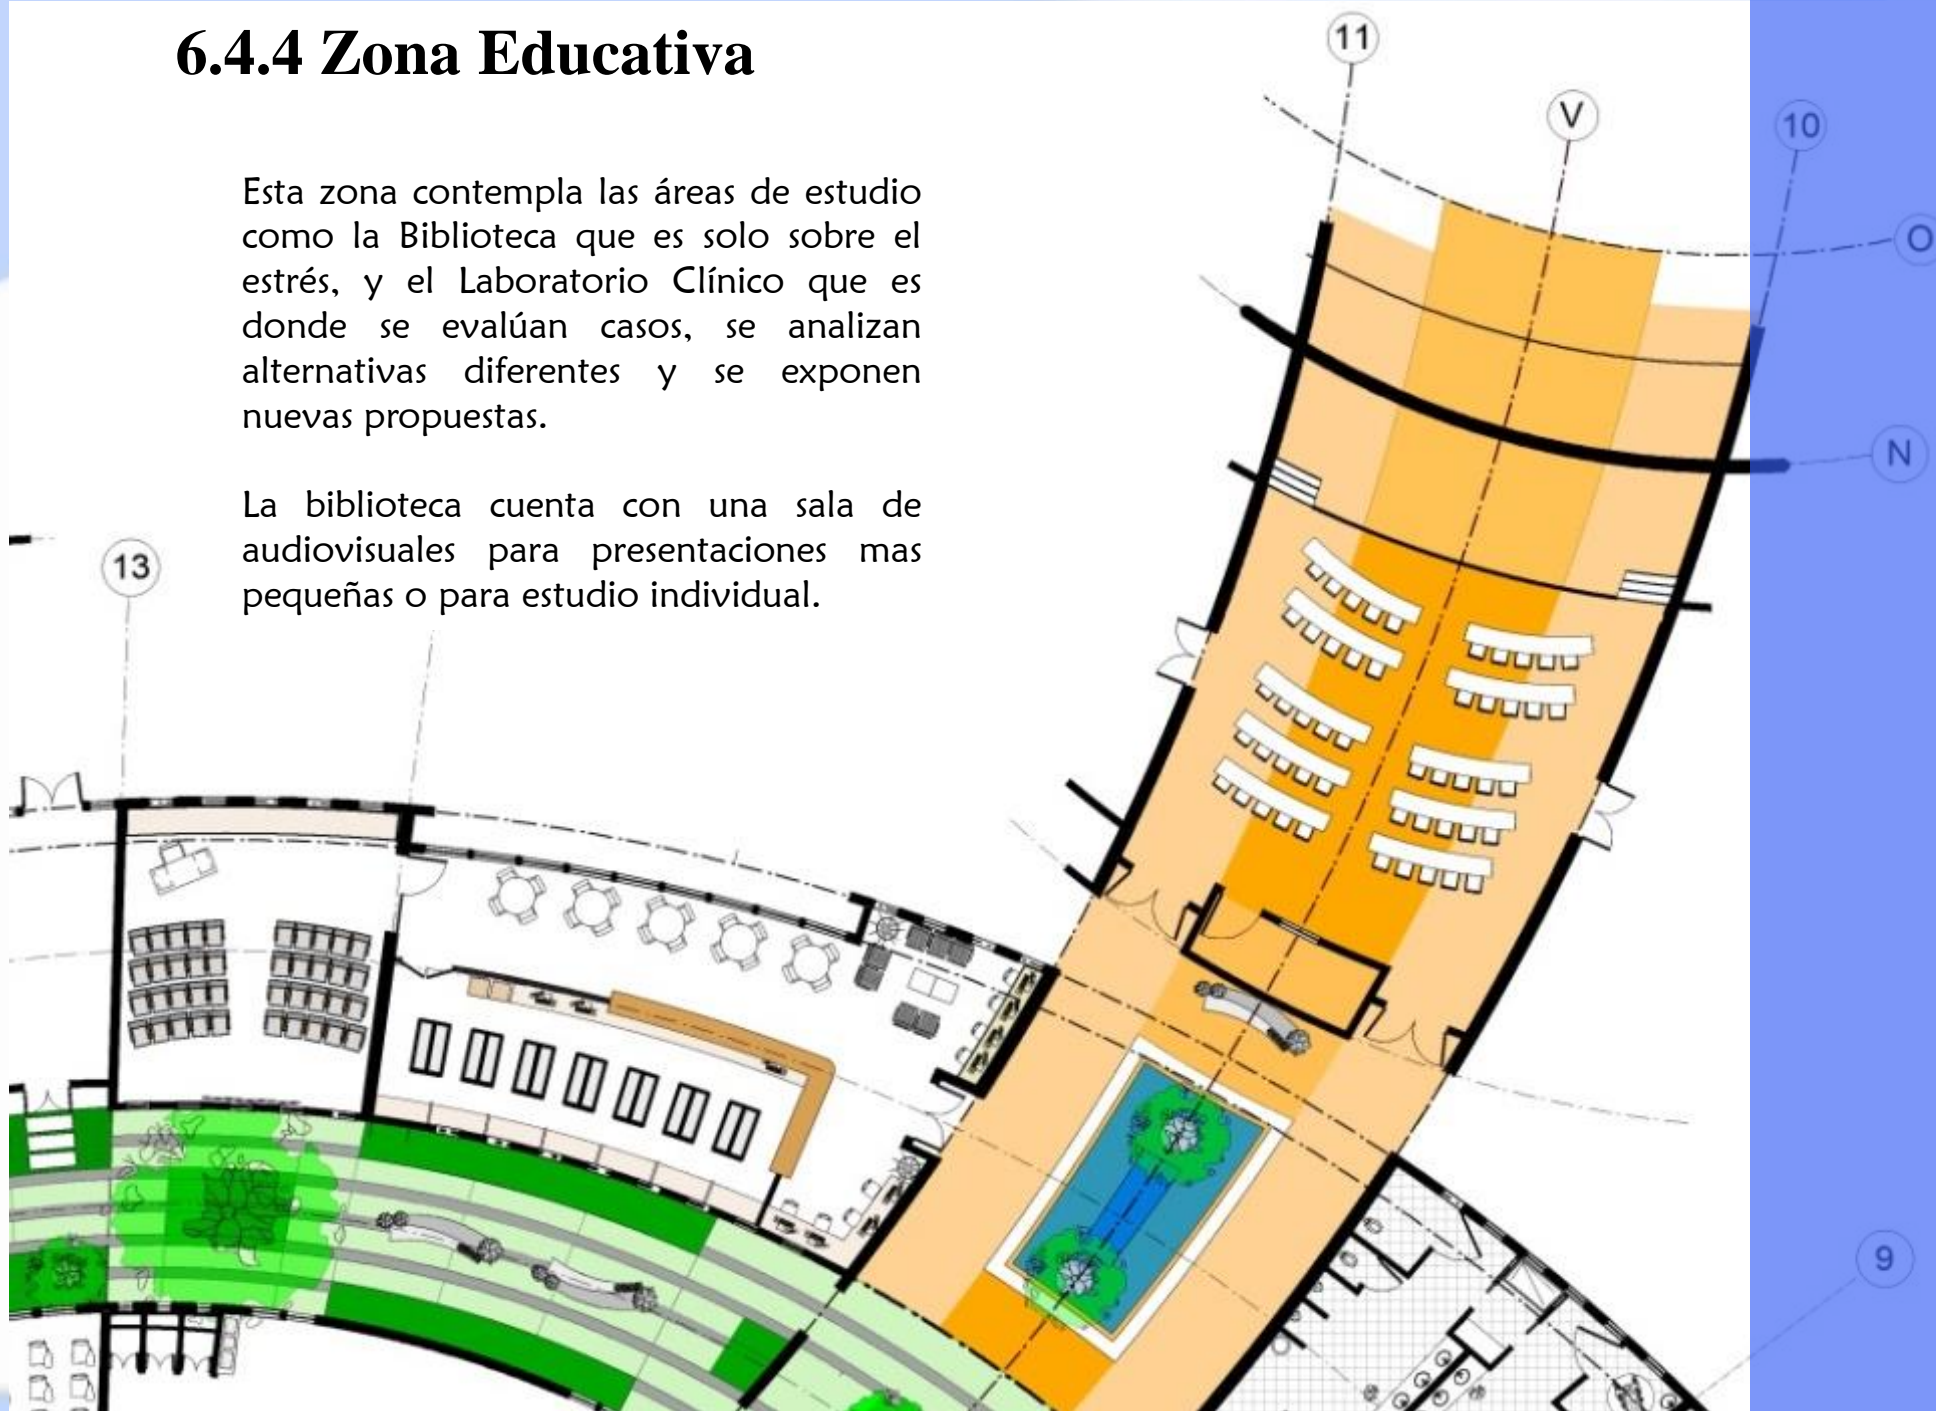 6.4.4 Zona Educativa
Esta zona contempla las áreas de estudio
como la Biblioteca que es solo sobre el
estrés, y el Laboratorio Clínico que es
donde se evalúan casos, se analizan
alternativas diferentes y se exponen
nuevas propuestas.
La biblioteca cuenta con una sala de
audiovisuales para presentaciones mas
pequeñas o para estudio individual.
11
V
10
O
N
13
9